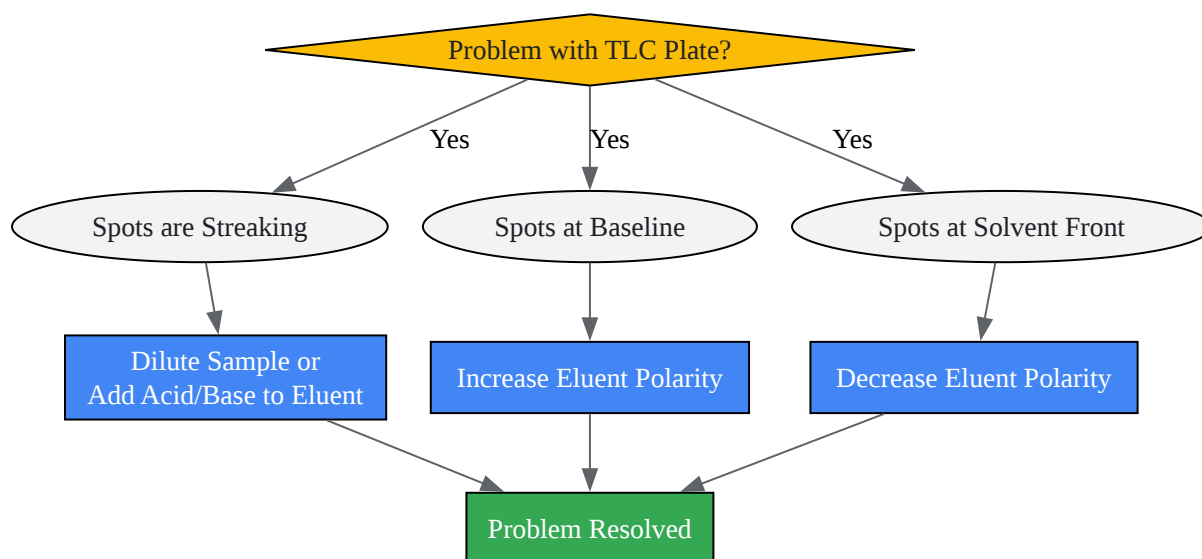 Problem with TLC Plate?
Yes
Yes
Yes
Spots are Streaking
Spots at Baseline
Spots at Solvent Front
Dilute Sample or
Add Acid/Base to Eluent
Increase Eluent Polarity
Decrease Eluent Polarity
Problem Resolved